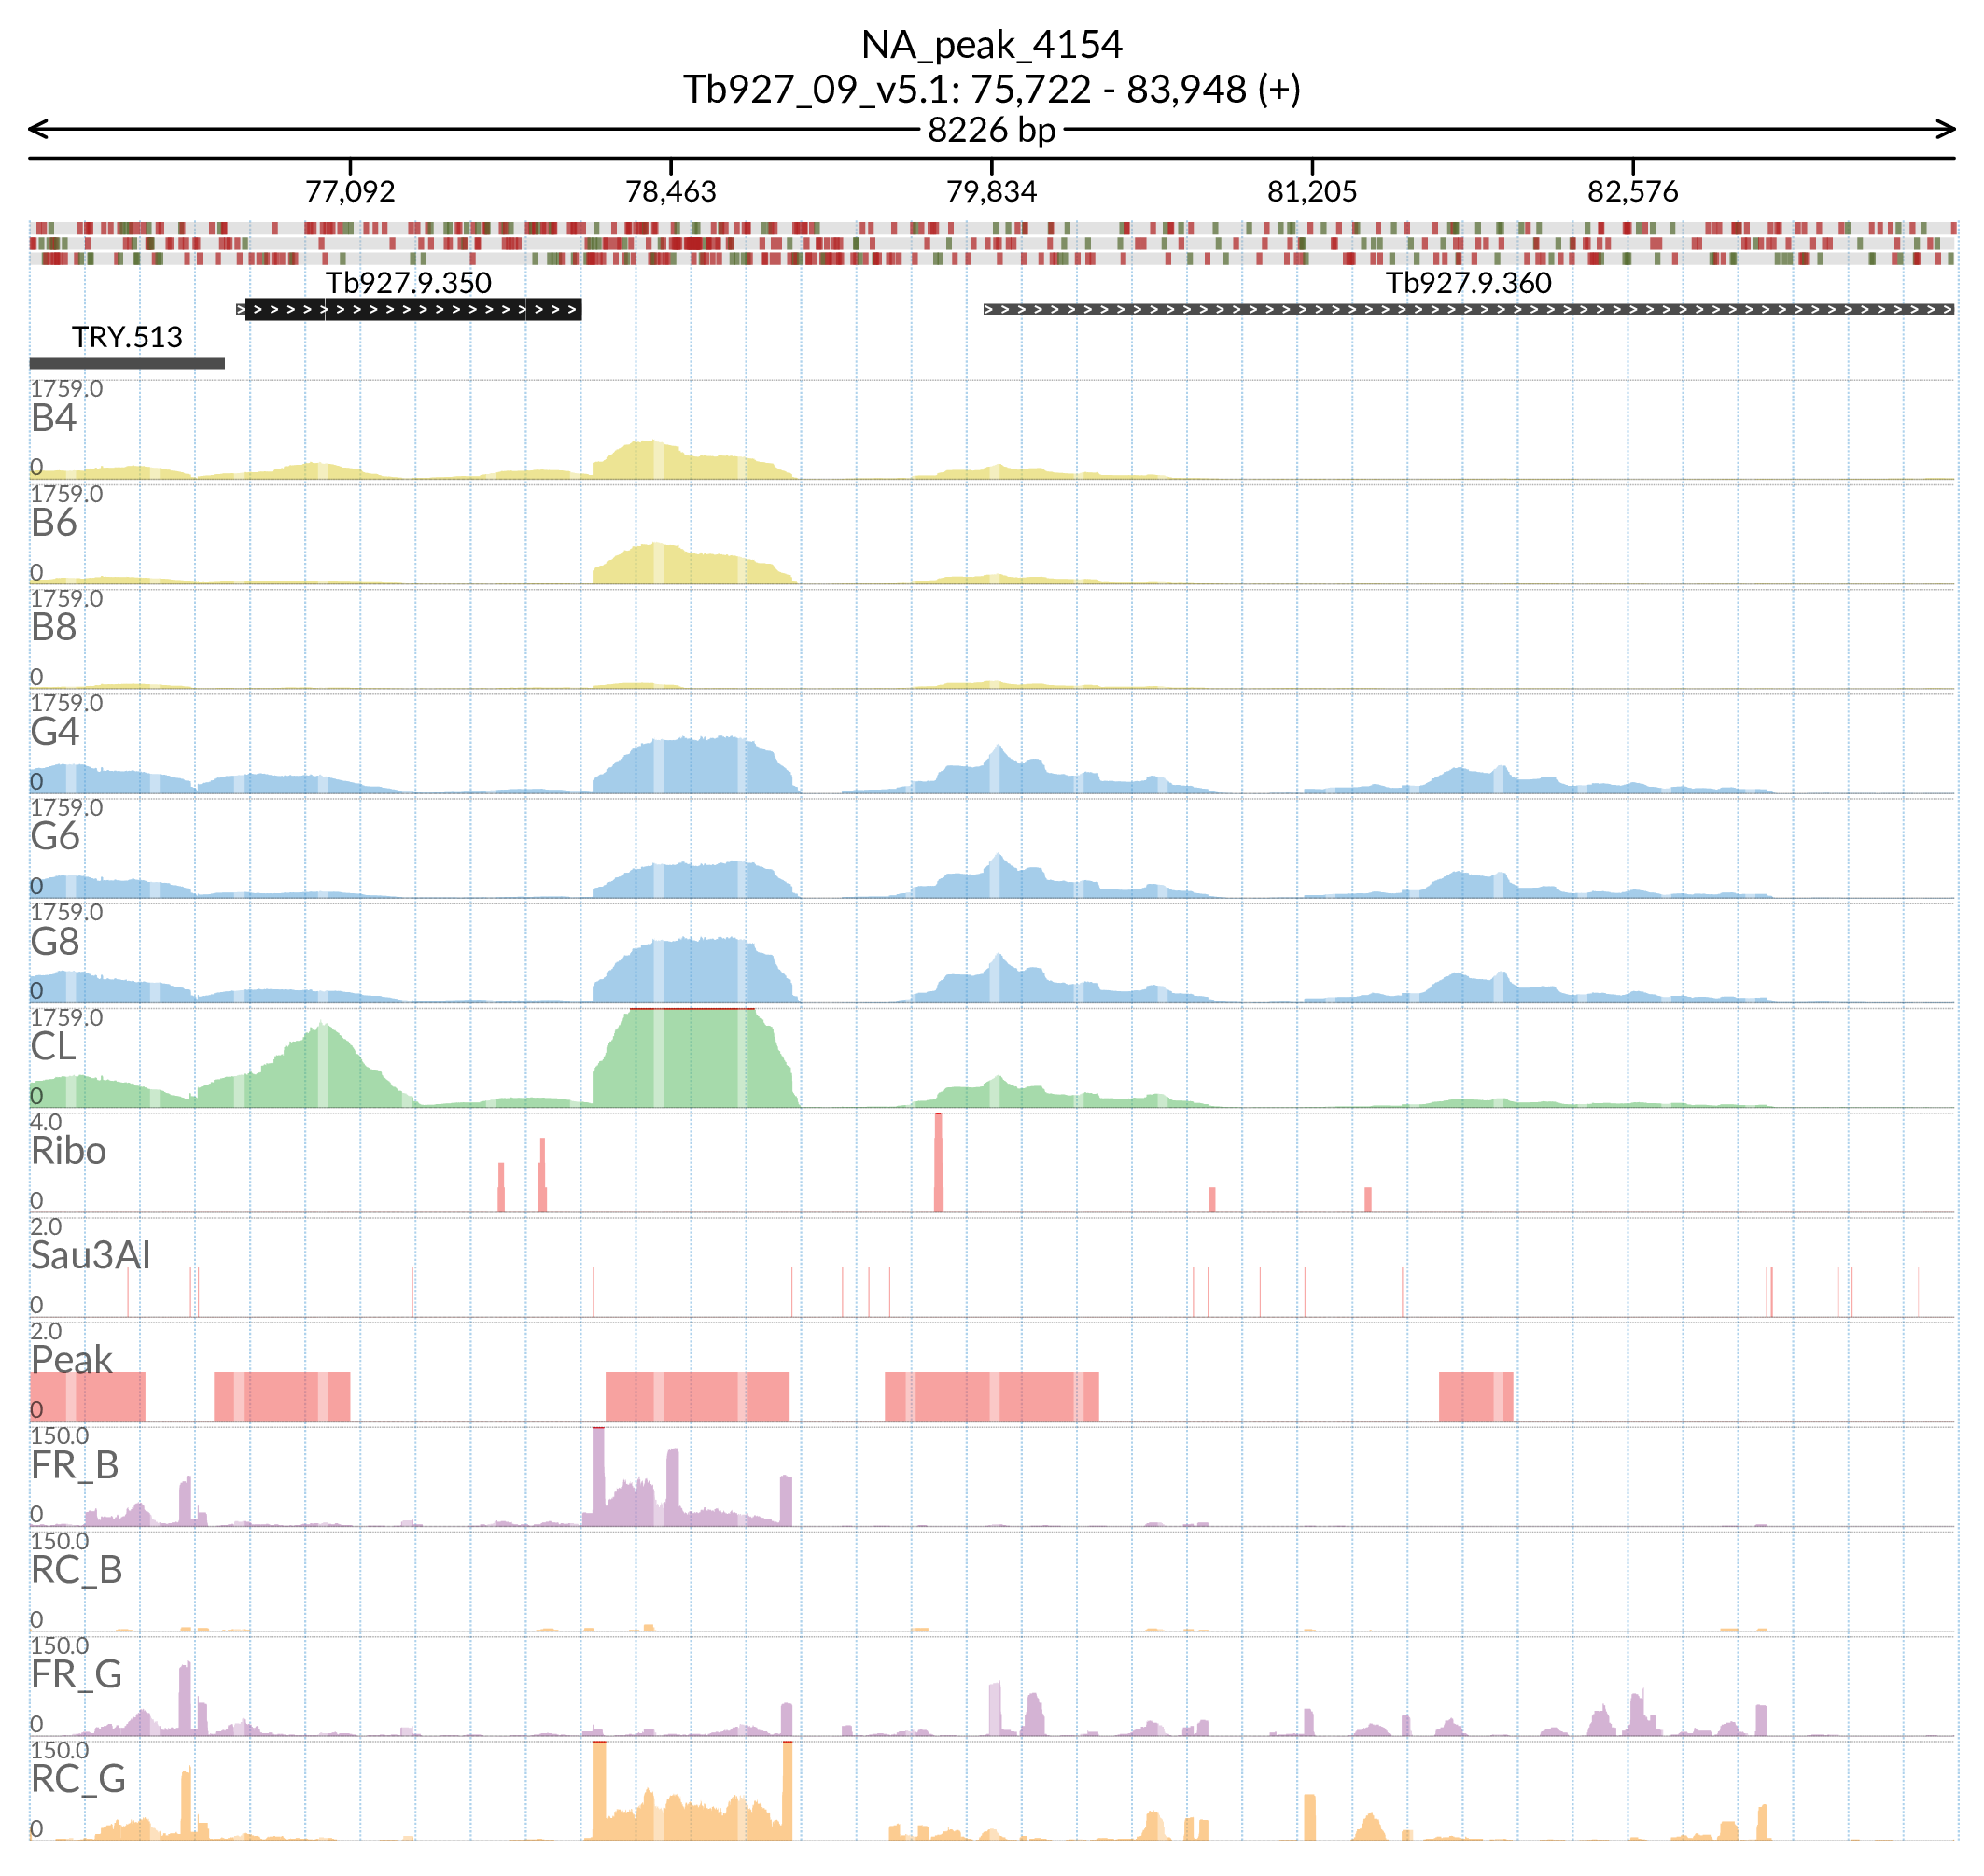 NA_peak_4154
Tb927_09_v5.1: 75,722 - 83,948 (+)
8226 bp
77,092 78,463 79,834 81,205 82,576
Tb927.9.350 Tb927.9.360
TRY.513
1759.0
B4
0
1759.0
B6
0
1759.0
B8
0
1759.0
G4
0
1759.0
G6
0
1759.0
G8
0
1759.0
CL
0
4.0
Ribo
0
2.0
Sau3AI
0
2.0
Peak
0
150.0
FR_B
0
150.0
RC_B
0
150.0
FR_G
0
150.0
RC_G
0